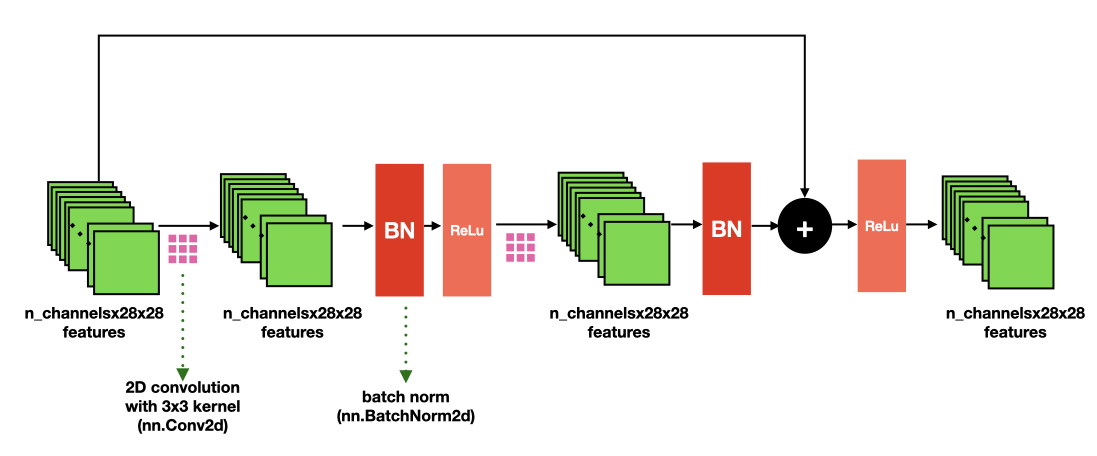 BN
ReLu
BN
+
ReLu
n_channelsx28x28
features
n_channelsx28x28
features
n_channelsx28x28
features
n_channelsx28x28
features
2D convolution
with 3x3 kernel
(nn.Conv2d)
batch norm
(nn.BatchNorm2d)